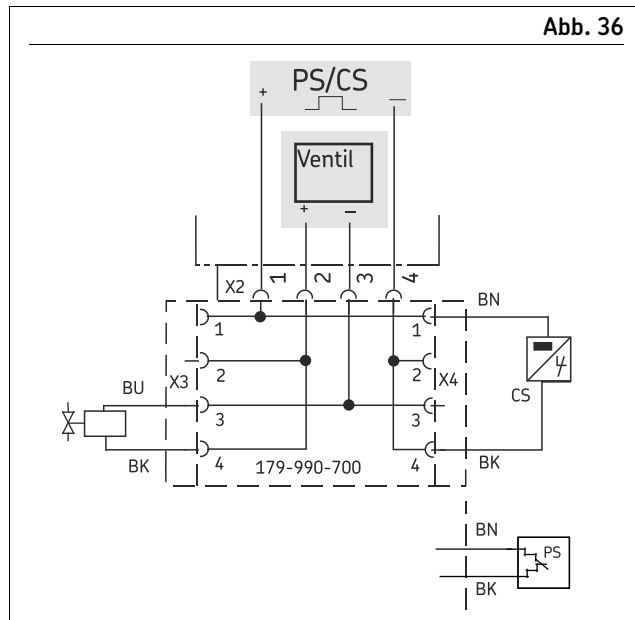 Abb. 36
PS/CS
+ –
Ventil
+ –
1 2 3 4
X2
BN
1 1
2 2
X3 X4
BU
CS
3 3
4 179-990-700 4
BK BK
BN
PS
BK